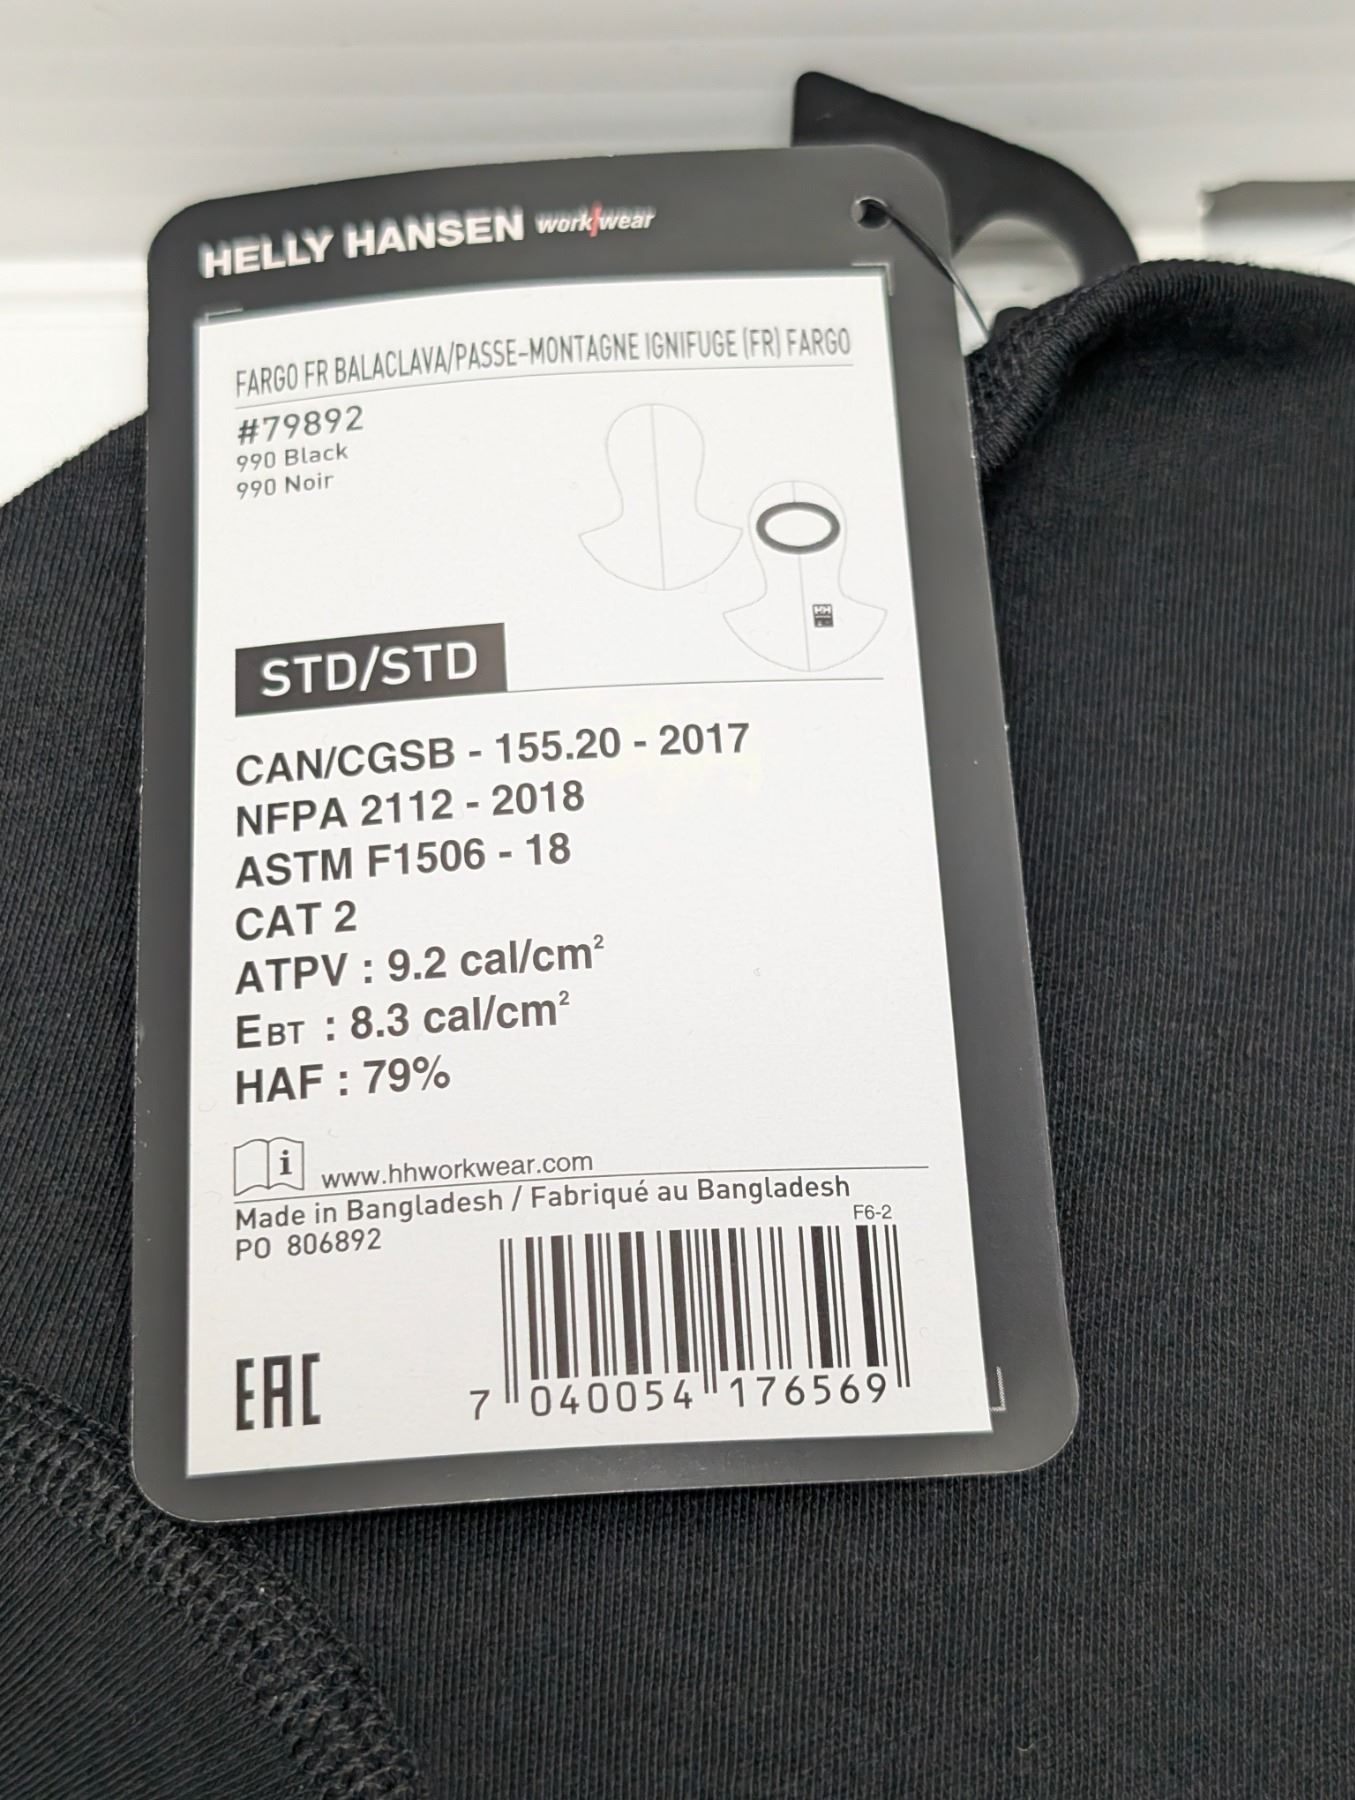 HELLY HANSEN work/wear
FARGO FR BALACLAVA/PASSE-MONTAGNE IGNIFUGE (FR) FARGO
#79892
990 Black
990 Noir
HH
STD/STD
CAN/CGSB - 155.20 - 2017
NFPA 2112 - 2018
ASTM F1506 - 18
CAT 2
ATPV : 9.2 cal/cm²
EBT : 8.3 cal/cm²
HAF : 79%
i www.hhworkwear.com
Made in Bangladesh / Fabriqué au Bangladesh
F6-2
PO 806892
EAC
7 040054 176569